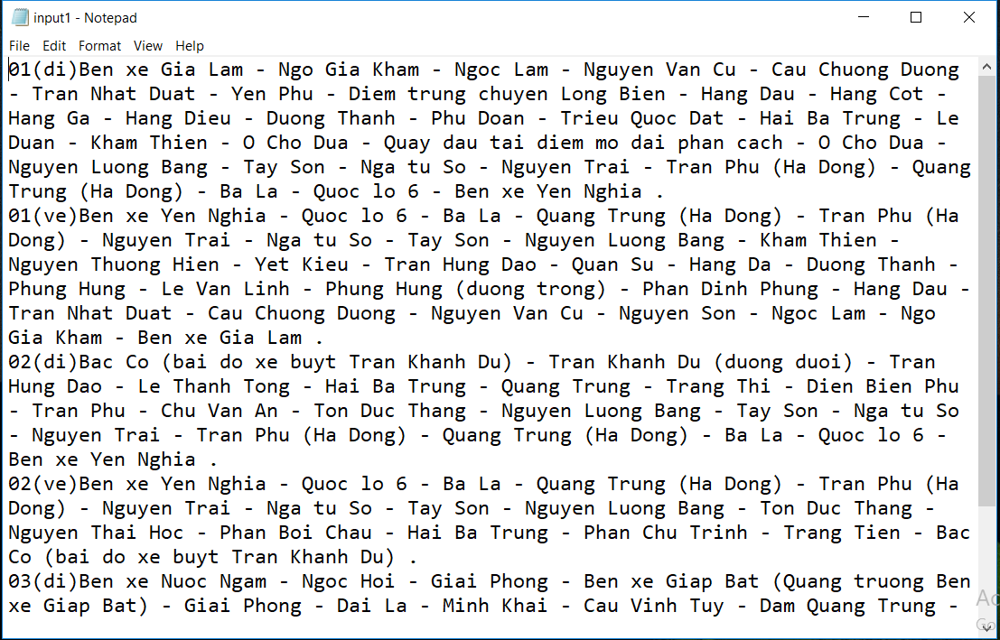 input1 - Notepad
File Edit Format View Help
01(di)Ben xe Gia Lam - Ngo Gia Kham - Ngoc Lam - Nguyen Van Cu - Cau Chuong Duong
- Tran Nhat Duat - Yen Phu - Diem trung chuyen Long Bien - Hang Dau - Hang Cot -
Hang Ga - Hang Dieu - Duong Thanh - Phu Doan - Trieu Quoc Dat - Hai Ba Trung - Le
Duan - Kham Thien - O Cho Dua - Quay dau tai diem mo dai phan cach - O Cho Dua -
Nguyen Luong Bang - Tay Son - Nga tu So - Nguyen Trai - Tran Phu (Ha Dong) - Quang
Trung (Ha Dong) - Ba La - Quoc lo 6 - Ben xe Yen Nghia .
01(ve)Ben xe Yen Nghia - Quoc lo 6 - Ba La - Quang Trung (Ha Dong) - Tran Phu (Ha
Dong) - Nguyen Trai - Nga tu So - Tay Son - Nguyen Luong Bang - Kham Thien -
Nguyen Thuong Hien - Yet Kieu - Tran Hung Dao - Quan Su - Hang Da - Duong Thanh -
Phung Hung - Le Van Linh - Phung Hung (duong trong) - Phan Dinh Phung - Hang Dau -
Tran Nhat Duat - Cau Chuong Duong - Nguyen Van Cu - Nguyen Son - Ngoc Lam - Ngo
Gia Kham - Ben xe Gia Lam .
02(di)Bac Co (bai do xe buyt Tran Khanh Du) - Tran Khanh Du (duong duoi) - Tran
Hung Dao - Le Thanh Tong - Hai Ba Trung - Quang Trung - Trang Thi - Dien Bien Phu
- Tran Phu - Chu Van An - Ton Duc Thang - Nguyen Luong Bang - Tay Son - Nga tu So
- Nguyen Trai - Tran Phu (Ha Dong) - Quang Trung (Ha Dong) - Ba La - Quoc lo 6 -
Ben xe Yen Nghia .
02(ve)Ben xe Yen Nghia - Quoc lo 6 - Ba La - Quang Trung (Ha Dong) - Tran Phu (Ha
Dong) - Nguyen Trai - Nga tu So - Tay Son - Nguyen Luong Bang - Ton Duc Thang -
Nguyen Thai Hoc - Phan Boi Chau - Hai Ba Trung - Phan Chu Trinh - Trang Tien - Bac
Co (bai do xe buyt Tran Khanh Du) .
03(di)Ben xe Nuoc Ngam - Ngoc Hoi - Giai Phong - Ben xe Giap Bat (Quang truong Ben
xe Giap Bat) - Giai Phong - Dai La - Minh Khai - Cau Vinh Tuy - Dam Quang Trung -